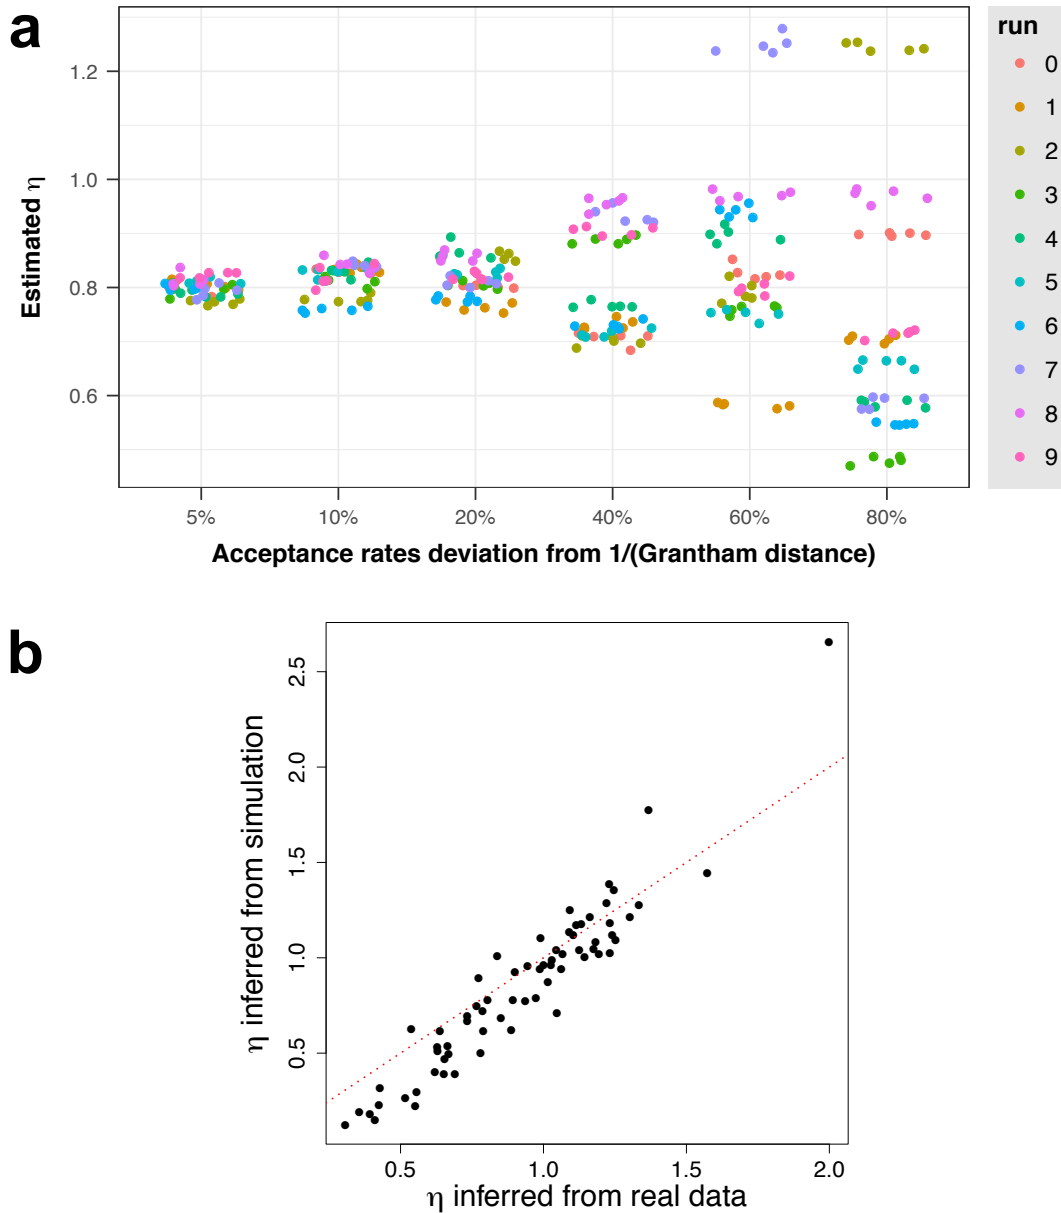 a
run
0
1
2
3
4
5
6
7
8
9
1.2
1.0
0.8
0.6
Estimated η
5% 10% 20% 40% 60% 80%
Acceptance rates deviation from 1/(Grantham distance)
b
2.5
2.0
1.5
1.0
0.5
η inferred from simulation
0.5 1.0 1.5 2.0
η inferred from real data